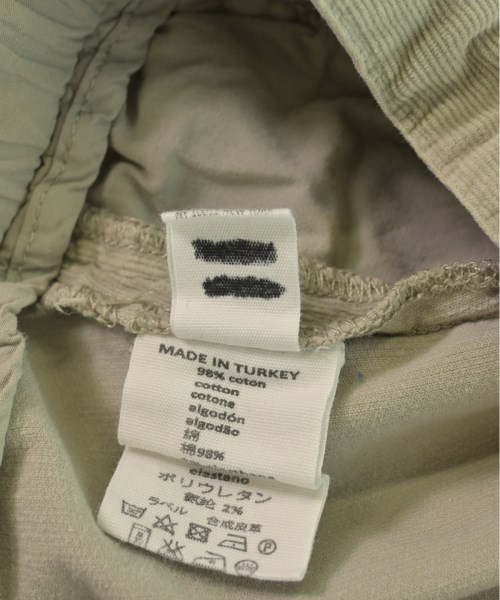 MADE IN TURKEY
98% coton
cotton
cotone
algodón
algodão
綿
棉98%
elastano
ポリウレタン
氨纶 2%
ラベル 合成皮革